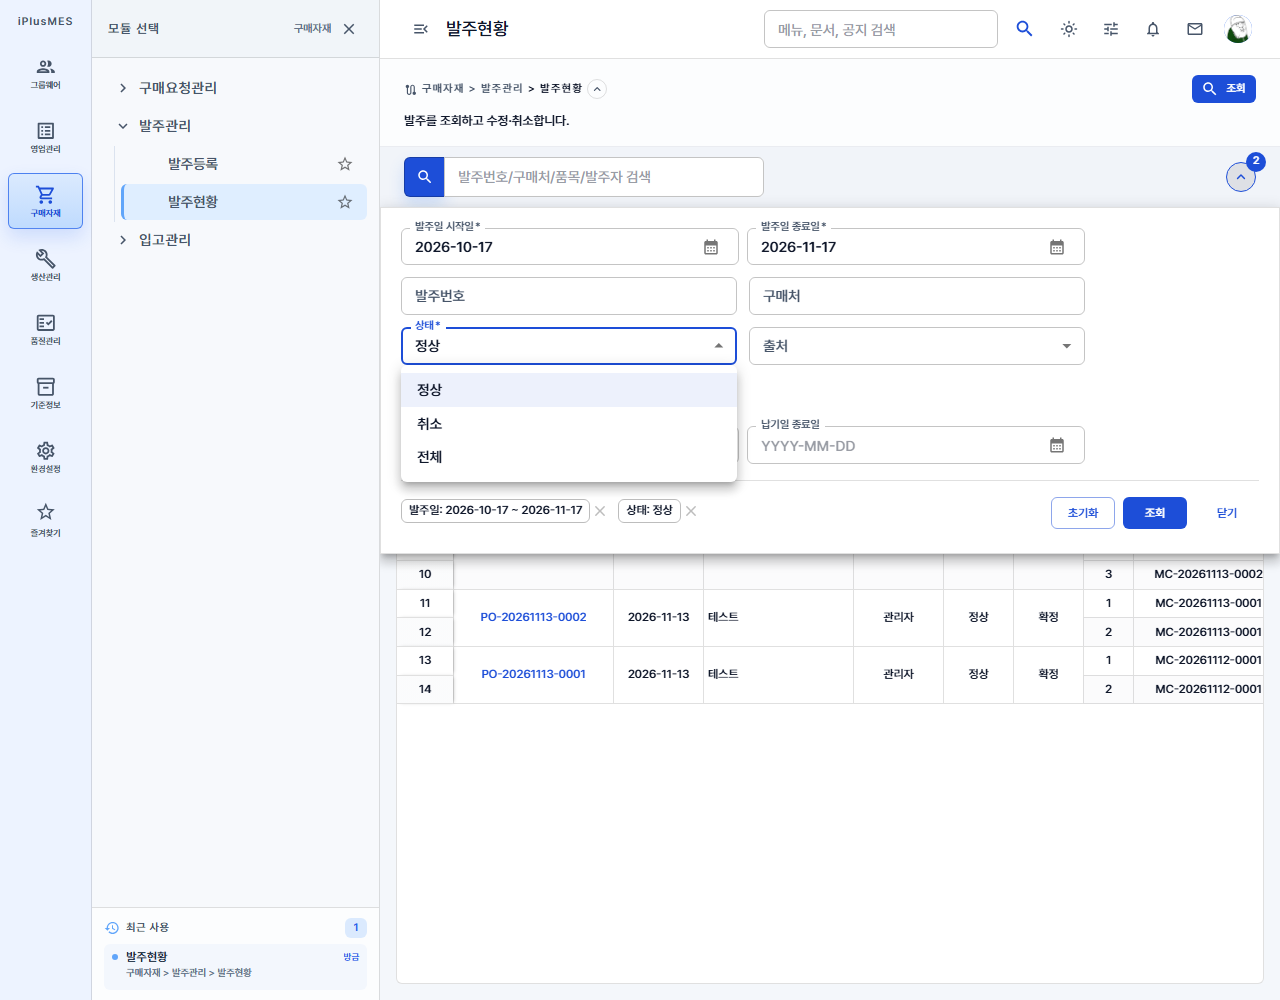 iPlusMES
그룹웨어
영업관리
구매자재
생산관리
품질관리
기준정보
환경설정
즐겨찾기
모듈 선택
구매자재
구매요청관리
발주관리
발주등록
발주현황
입고관리
최근 사용
1
발주현황
방금
구매자재 > 발주관리 > 발주현황
발주현황
메뉴, 문서, 공지 검색
구매자재 > 발주관리 > 발주현황
조회
발주를 조회하고 수정·취소합니다.
발주번호/구매처/품목/발주자 검색
2
발주일 시작일 *
2026-10-17
발주일 종료일 *
2026-11-17
발주번호
구매처
상태 *
정상
출처
정상
취소
전체
납기일 종료일
YYYY-MM-DD
발주일: 2026-10-17 ~ 2026-11-17
상태: 정상
초기화
조회
닫기
10 3 MC-20261113-0002
11 PO-20261113-0002 2026-11-13 테스트 관리자 정상 확정 1 MC-20261113-0001
12 2 MC-20261113-0001
13 PO-20261113-0001 2026-11-13 테스트 관리자 정상 확정 1 MC-20261112-0001
14 2 MC-20261112-0001